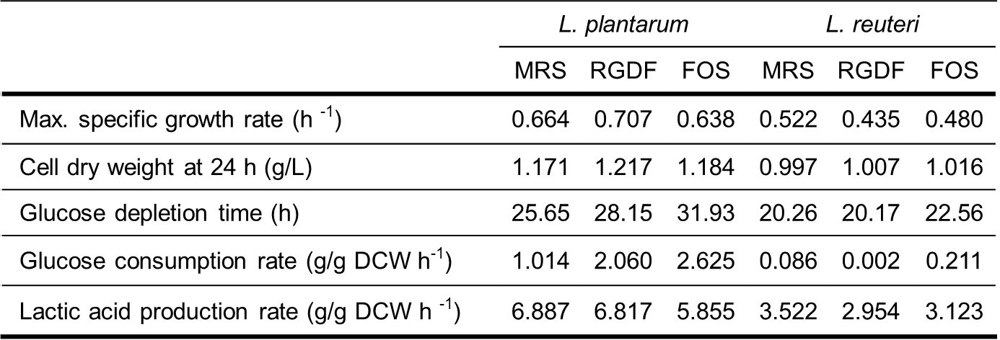 L. plantarum L. reuteri
MRS RGDF FOS MRS RGDF FOS
Max. specific growth rate (h -1) 0.664 0.707 0.638 0.522 0.435 0.480
Cell dry weight at 24 h (g/L) 1.171 1.217 1.184 0.997 1.007 1.016
Glucose depletion time (h) 25.65 28.15 31.93 20.26 20.17 22.56
Glucose consumption rate (g/g DCW h-1) 1.014 2.060 2.625 0.086 0.002 0.211
Lactic acid production rate (g/g DCW h -1) 6.887 6.817 5.855 3.522 2.954 3.123